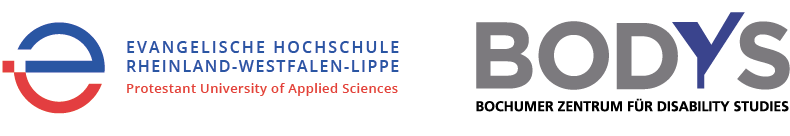 EVANGELISCHE HOCHSCHULE
RHEINLAND-WESTFALEN-LIPPE
Protestant University of Applied Sciences
BODYS
BOCHUMER ZENTRUM FÜR DISABILITY STUDIES